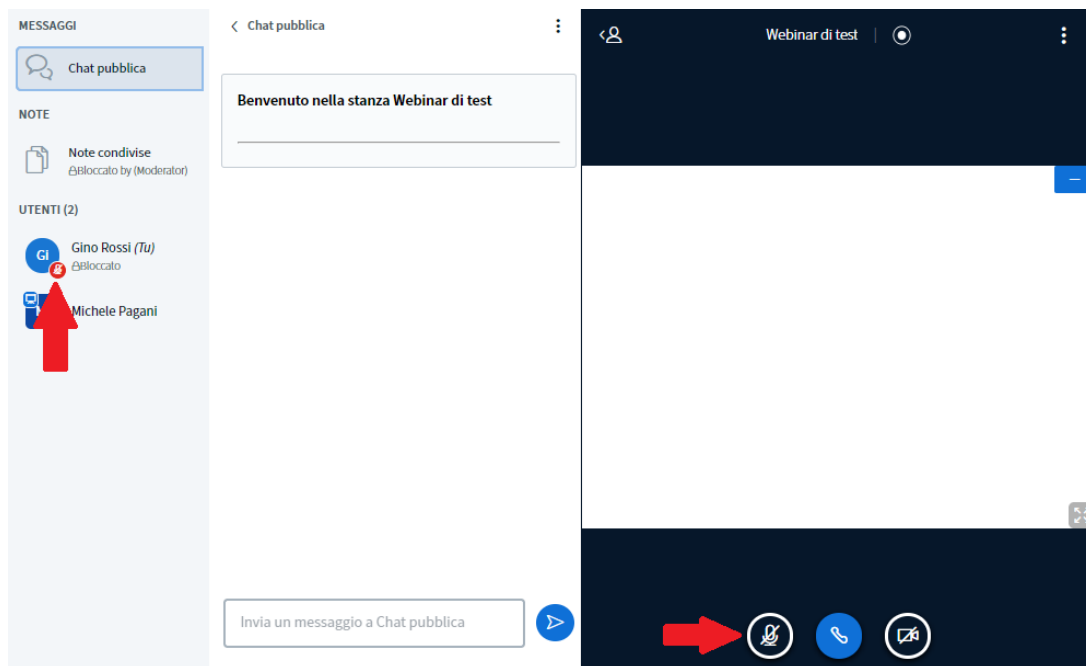 MESSAGGI
Chat pubblica
NOTE
Note condivise
Bloccato by (Moderator)
UTENTI (2)
Gi
Gino Rossi (Tu)
Bloccato
Michele Pagani
Chat pubblica
Benvenuto nella stanza Webinar di test
Invia un messaggio a Chat pubblica
Webinar di test